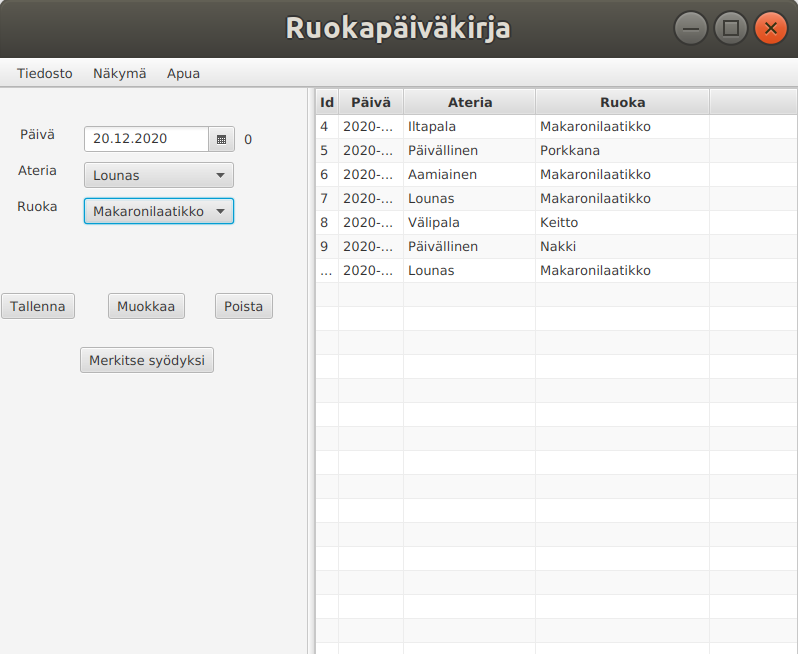 Ruokapäiväkirja
Tiedosto Näkymä Apua
Päivä 20.12.2020 0
Ateria Lounas
Ruoka Makaronilaatikko
Tallenna Muokkaa Poista
Merkitse syödyksi
Id Päivä Ateria Ruoka
4 2020-... Iltapala Makaronilaatikko
5 2020-... Päivällinen Porkkana
6 2020-... Aamiainen Makaronilaatikko
7 2020-... Lounas Makaronilaatikko
8 2020-... Välipala Keitto
9 2020-... Päivällinen Nakki
... 2020-... Lounas Makaronilaatikko